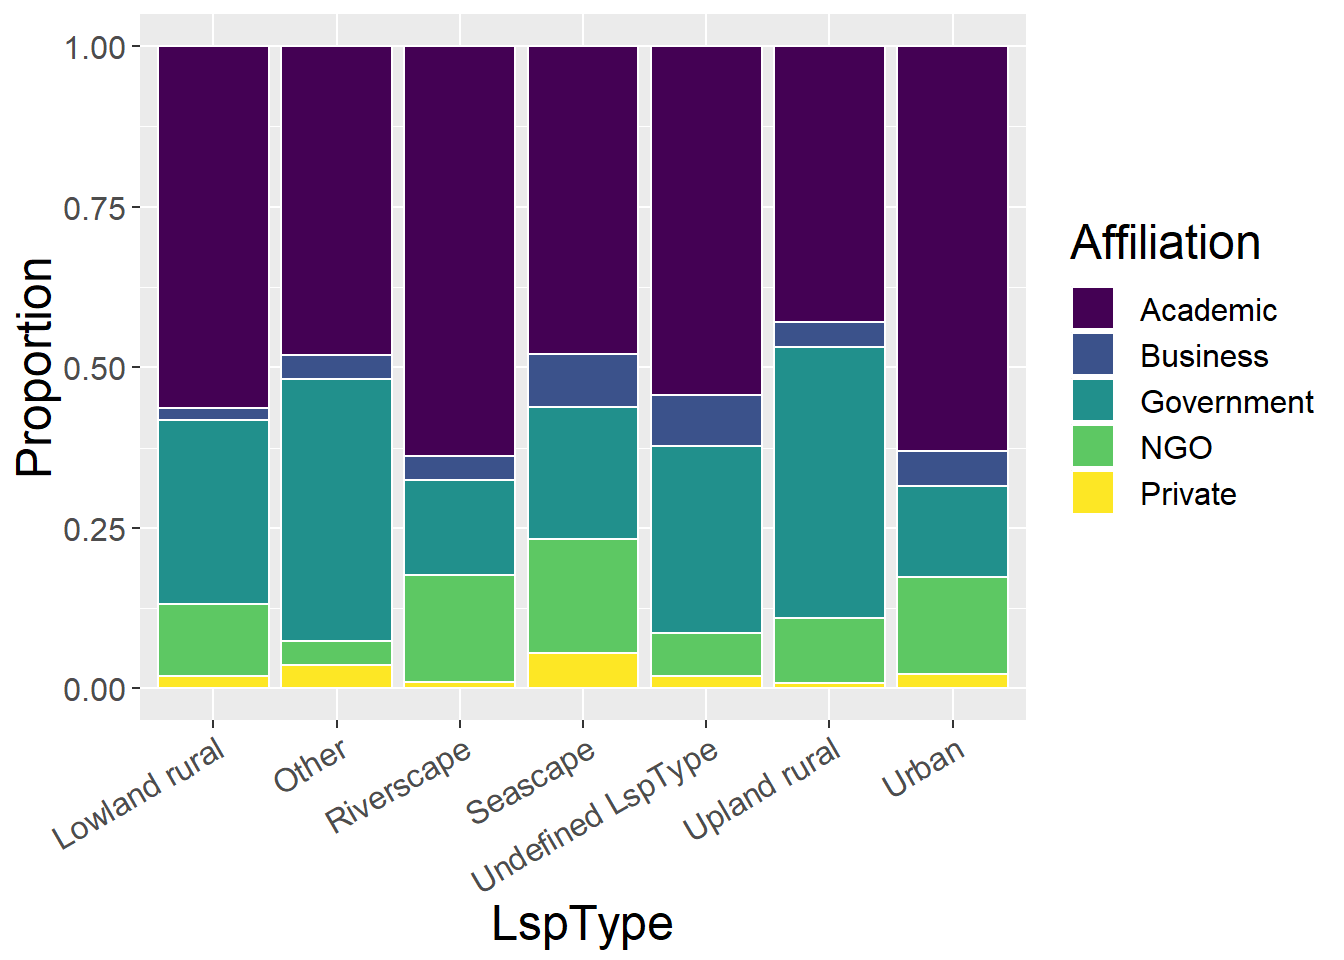 1.00
0.75
0.50
0.25
0.00
Proportion
Lowland rural
Other
Riverscape
Seascape
Undefined LspType
Upland rural
Urban
LspType
Affiliation
Academic
Business
Government
NGO
Private